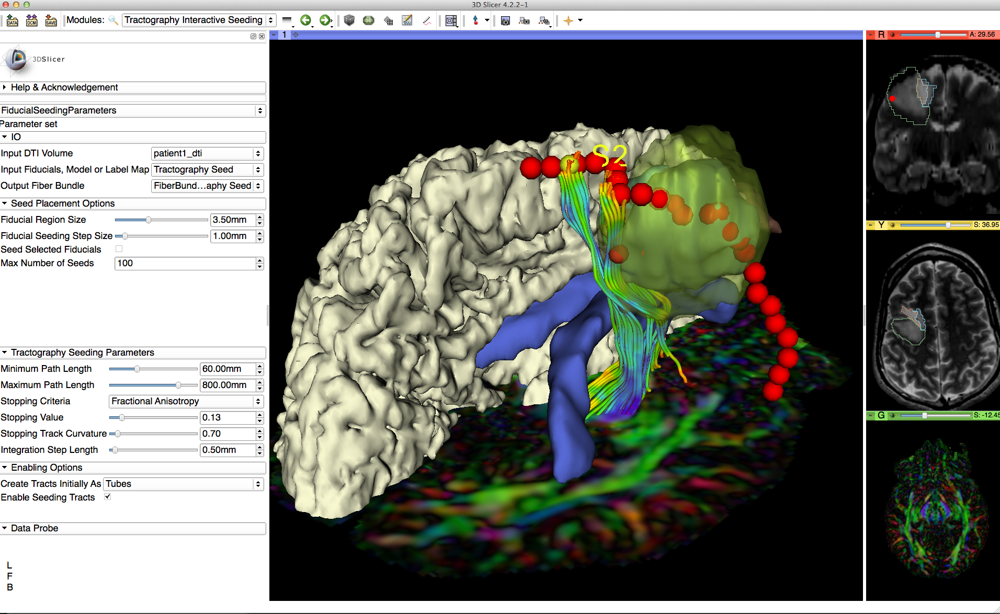 3D Slicer 4.2.2-1
DATA DCM SAVE Modules: Tractography Interactive Seeding
1
R A: 29.56
3DSlicer
Help & Acknowledgement
FiducialSeedingParameters
Parameter set
IO
Input DTI Volume patient1_dti
Input Fiducials, Model or Label Map Tractography Seed
Output Fiber Bundle FiberBund...aphy Seed
Seed Placement Options
Fiducial Region Size 3.50mm
Fiducial Seeding Step Size 1.00mm
Seed Selected Fiducials
Max Number of Seeds 100
Tractography Seeding Parameters
Minimum Path Length 60.00mm
Maximum Path Length 800.00mm
Stopping Criteria Fractional Anisotropy
Stopping Value 0.13
Stopping Track Curvature 0.70
Integration Step Length 0.50mm
Enabling Options
Create Tracts Initially As Tubes
Enable Seeding Tracts
Data Probe
L
F
B
S2
Y S: 36.95
G S: -12.45